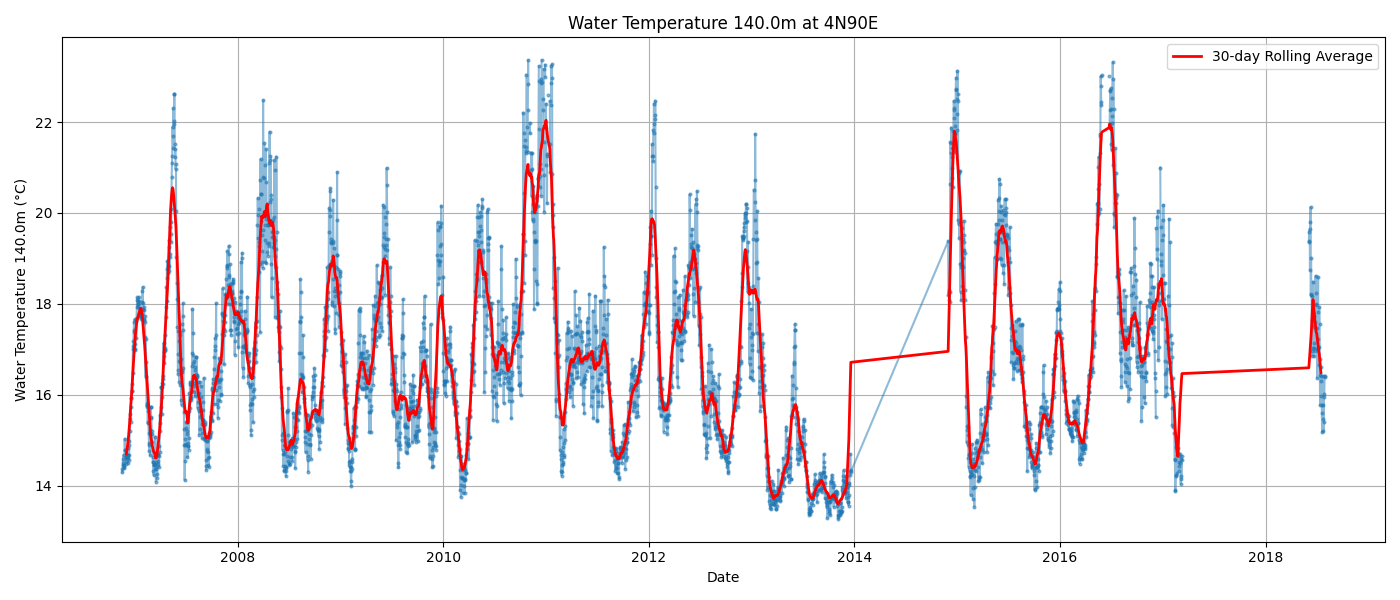 Water Temperature 140.0m at 4N90E
30-day Rolling Average
Water Temperature 140.0m (°C)
22
20
18
16
14
2008
2010
2012
2014
2016
2018
Date